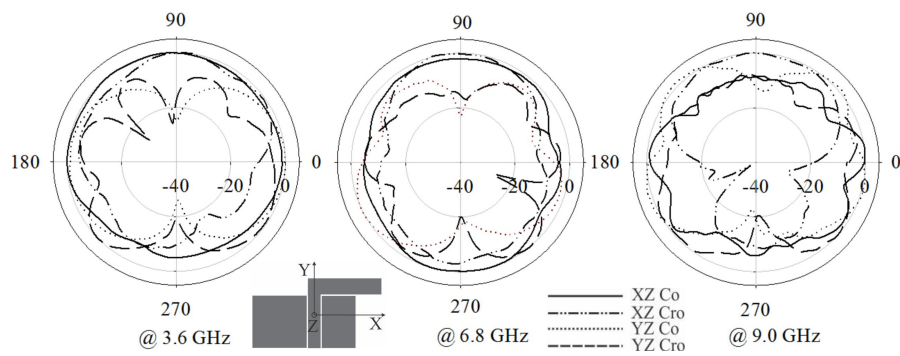 90 90 90
180 -40 -20 0 0 180 -40 -20 0 180 -40 -20 0 0
270 270 270
Y
Z X
@ 3.6 GHz @ 6.8 GHz @ 9.0 GHz
XZ Co
XZ Cro
YZ Co
YZ Cro